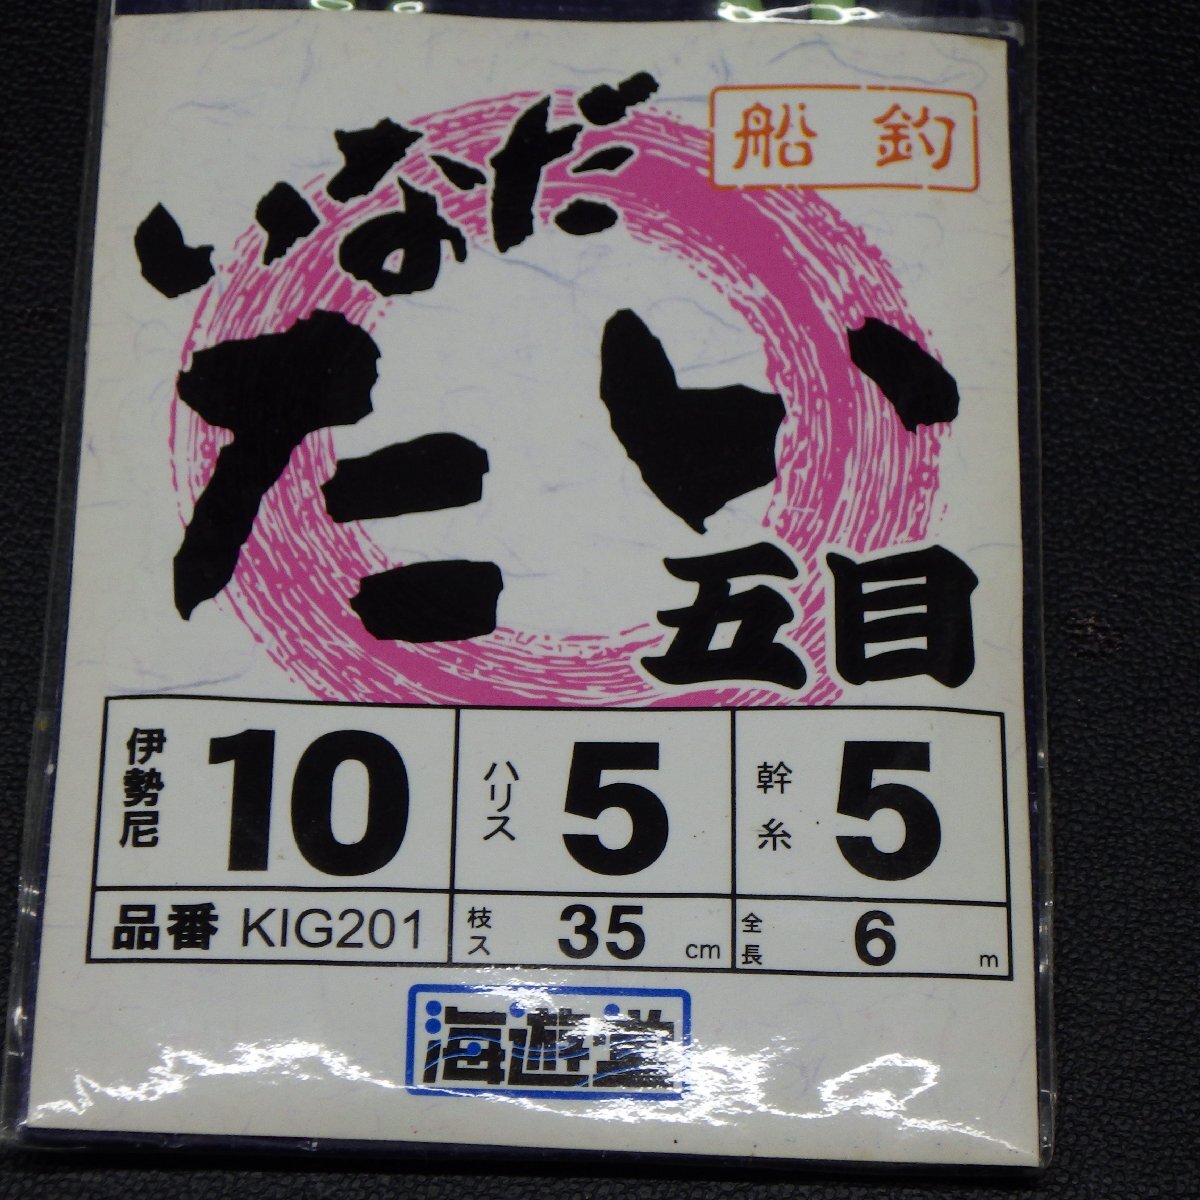 船釣
いなだ
たい
五目
伊勢尼 10 ハリス 5 幹糸 5
品番 KIG201 枝ス 35 cm 全長 6 m
海遊堂